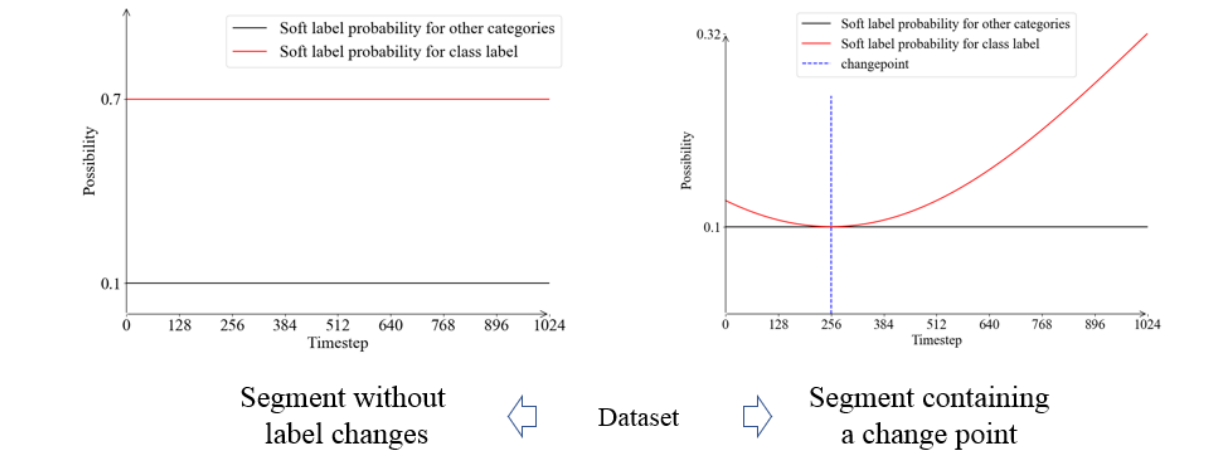 Soft label probability for other categories
Soft label probability for class label
0.7
Possibility
0.1
0 128 256 384 512 640 768 896 1024
Timestep
Soft label probability for other categories
Soft label probability for class label
changepoint
0.32
Possibility
0.1
0 128 256 384 512 640 768 896 1024
Timestep
Segment without
label changes
Dataset
Segment containing
a change point